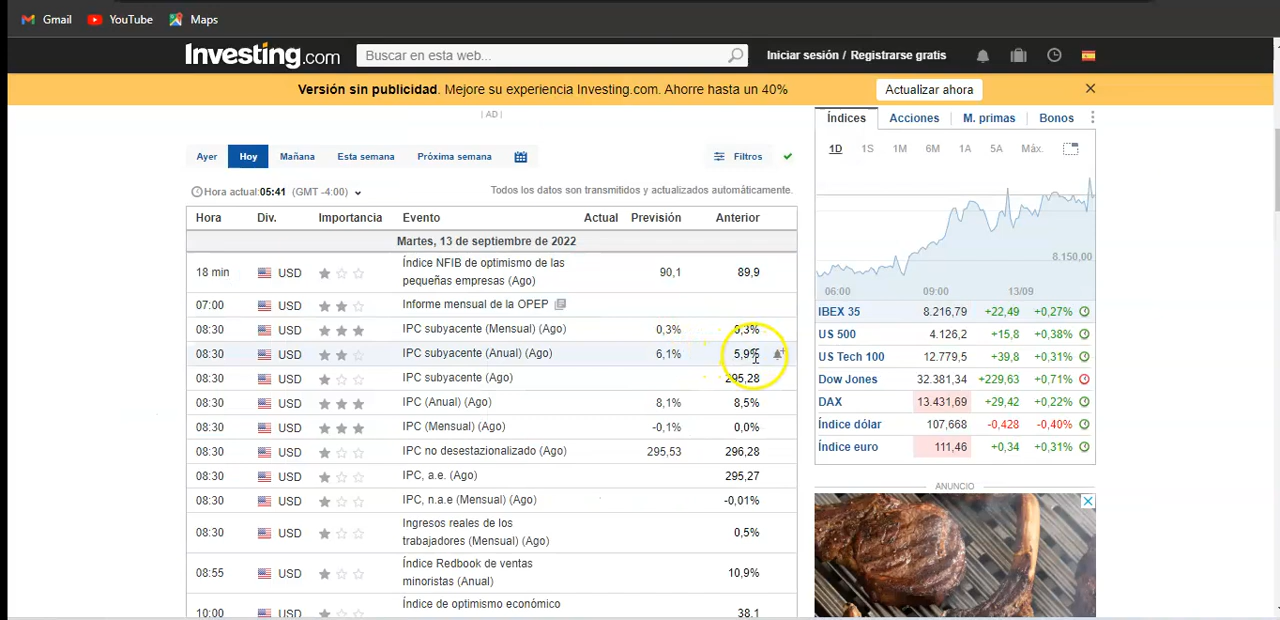 Gmail YouTube Maps
Investing.com Buscar en esta web... Iniciar sesión / Registrarse gratis
Versión sin publicidad. Mejore su experiencia Investing.com. Ahorre hasta un 40% Actualizar ahora
| AD |
Ayer Hoy Mañana Esta semana Próxima semana Filtros
Hora actual:05:41 (GMT -4:00) Todos los datos son transmitidos y actualizados automáticamente.
Hora Div. Importancia Evento Actual Previsión Anterior
Martes, 13 de septiembre de 2022
18 min USD Índice NFIB de optimismo de las
pequeñas empresas (Ago) 90,1 89,9
07:00 USD Informe mensual de la OPEP
08:30 USD IPC subyacente (Mensual) (Ago) 0,3% 0,3%
08:30 USD IPC subyacente (Anual) (Ago) 6,1% 5,9%
08:30 USD IPC subyacente (Ago) 295,28
08:30 USD IPC (Anual) (Ago) 8,1% 8,5%
08:30 USD IPC (Mensual) (Ago) -0,1% 0,0%
08:30 USD IPC no desestazionalizado (Ago) 295,53 296,28
08:30 USD IPC, a.e. (Ago) 295,27
08:30 USD IPC, n.a.e (Mensual) (Ago) -0,01%
08:30 USD Ingresos reales de los
trabajadores (Mensual) (Ago) 0,5%
08:55 USD Índice Redbook de ventas
minoristas (Anual) 10,9%
10:00 USD Índice de optimismo económico 38,1
Índices Acciones M. primas Bonos
1D 1S 1M 6M 1A 5A Máx.
8.150,00
06:00 09:00 13/09
IBEX 35 8.216,79 +22,49 +0,27%
US 500 4.126,2 +15,8 +0,38%
US Tech 100 12.779,5 +39,8 +0,31%
Dow Jones 32.381,34 +229,63 +0,71%
DAX 13.431,69 +29,42 +0,22%
Índice dólar 107,668 -0,428 -0,40%
Índice euro 111,46 +0,34 +0,31%
ANUNCIO